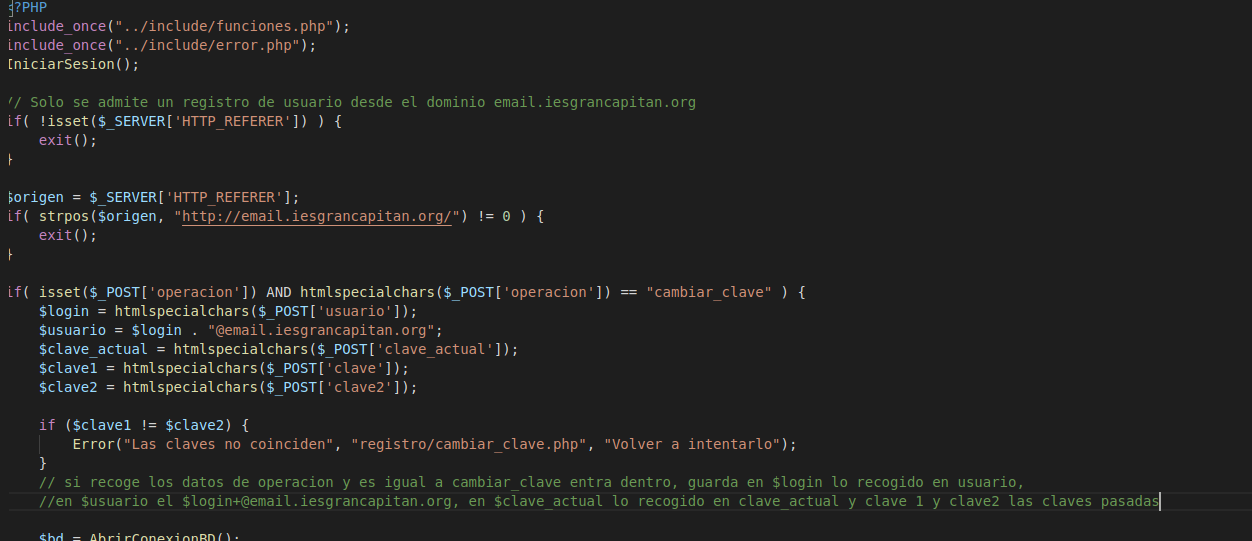 <?PHP
include_once("../include/funciones.php");
include_once("../include/error.php");
IniciarSesion();
// Solo se admite un registro de usuario desde el dominio email.iesgrancapitan.org
if( !isset($_SERVER['HTTP_REFERER']) ) {
exit();
}
$origen = $_SERVER['HTTP_REFERER'];
if( strpos($origen, "http://email.iesgrancapitan.org/") != 0 ) {
exit();
}
if( isset($_POST['operacion']) AND htmlspecialchars($_POST['operacion']) == "cambiar_clave" ) {
$login = htmlspecialchars($_POST['usuario']);
$usuario = $login . "@email.iesgrancapitan.org";
$clave_actual = htmlspecialchars($_POST['clave_actual']);
$clave1 = htmlspecialchars($_POST['clave']);
$clave2 = htmlspecialchars($_POST['clave2']);
if ($clave1 != $clave2) {
Error("Las claves no coinciden", "registro/cambiar_clave.php", "Volver a intentarlo");
}
// si recoge los datos de operacion y es igual a cambiar_clave entra dentro, guarda en $login lo recogido en usuario,
//en $usuario el $login+@email.iesgrancapitan.org, en $clave_actual lo recogido en clave_actual y clave 1 y clave2 las claves pasadas
$bd = AbrirConexionBD();